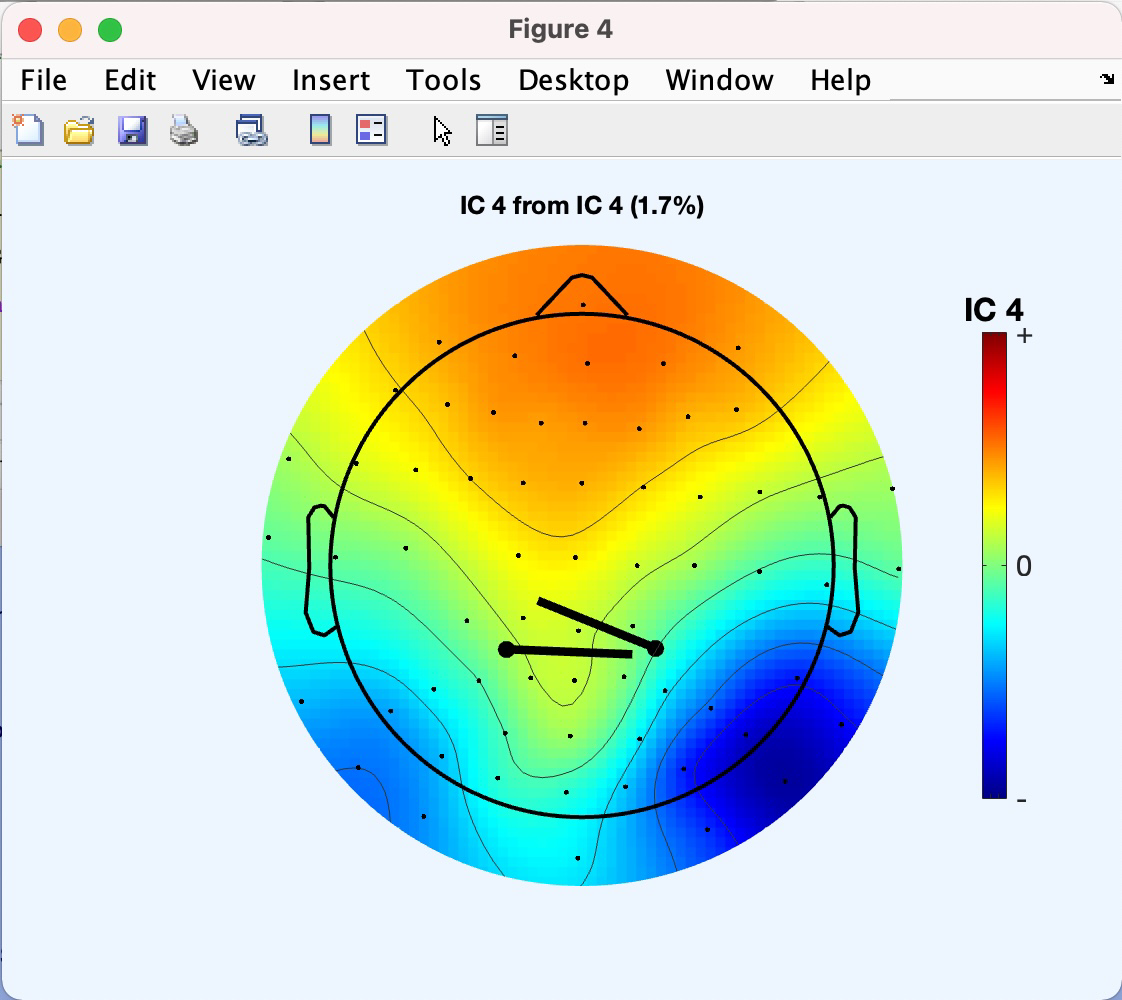 Figure 4
File Edit View Insert Tools Desktop Window Help
IC 4 from IC 4 (1.7%)
IC 4
+
0
-